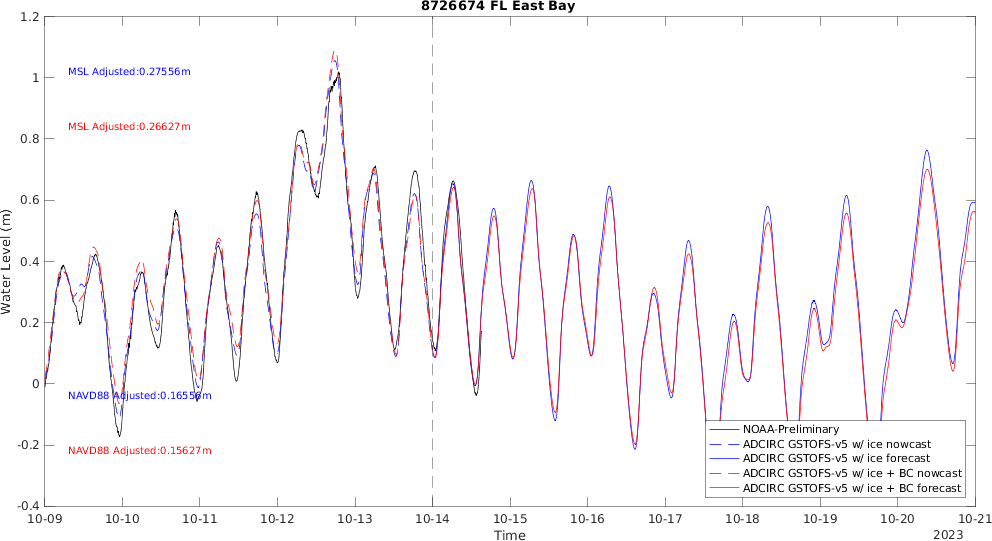 8726674 FL East Bay
Water Level (m)
1.2
1
0.8
0.6
0.4
0.2
0
-0.2
-0.4
MSL Adjusted:0.27556m
MSL Adjusted:0.26627m
NAVD88 Adjusted:0.16556m
NAVD88 Adjusted:0.15627m
NOAA-Preliminary
ADCIRC GSTOFS-v5 w/ ice nowcast
ADCIRC GSTOFS-v5 w/ ice forecast
ADCIRC GSTOFS-v5 w/ ice + BC nowcast
ADCIRC GSTOFS-v5 w/ ice + BC forecast
10-09 10-10 10-11 10-12 10-13 10-14 10-15 10-16 10-17 10-18 10-19 10-20 10-21
Time
2023